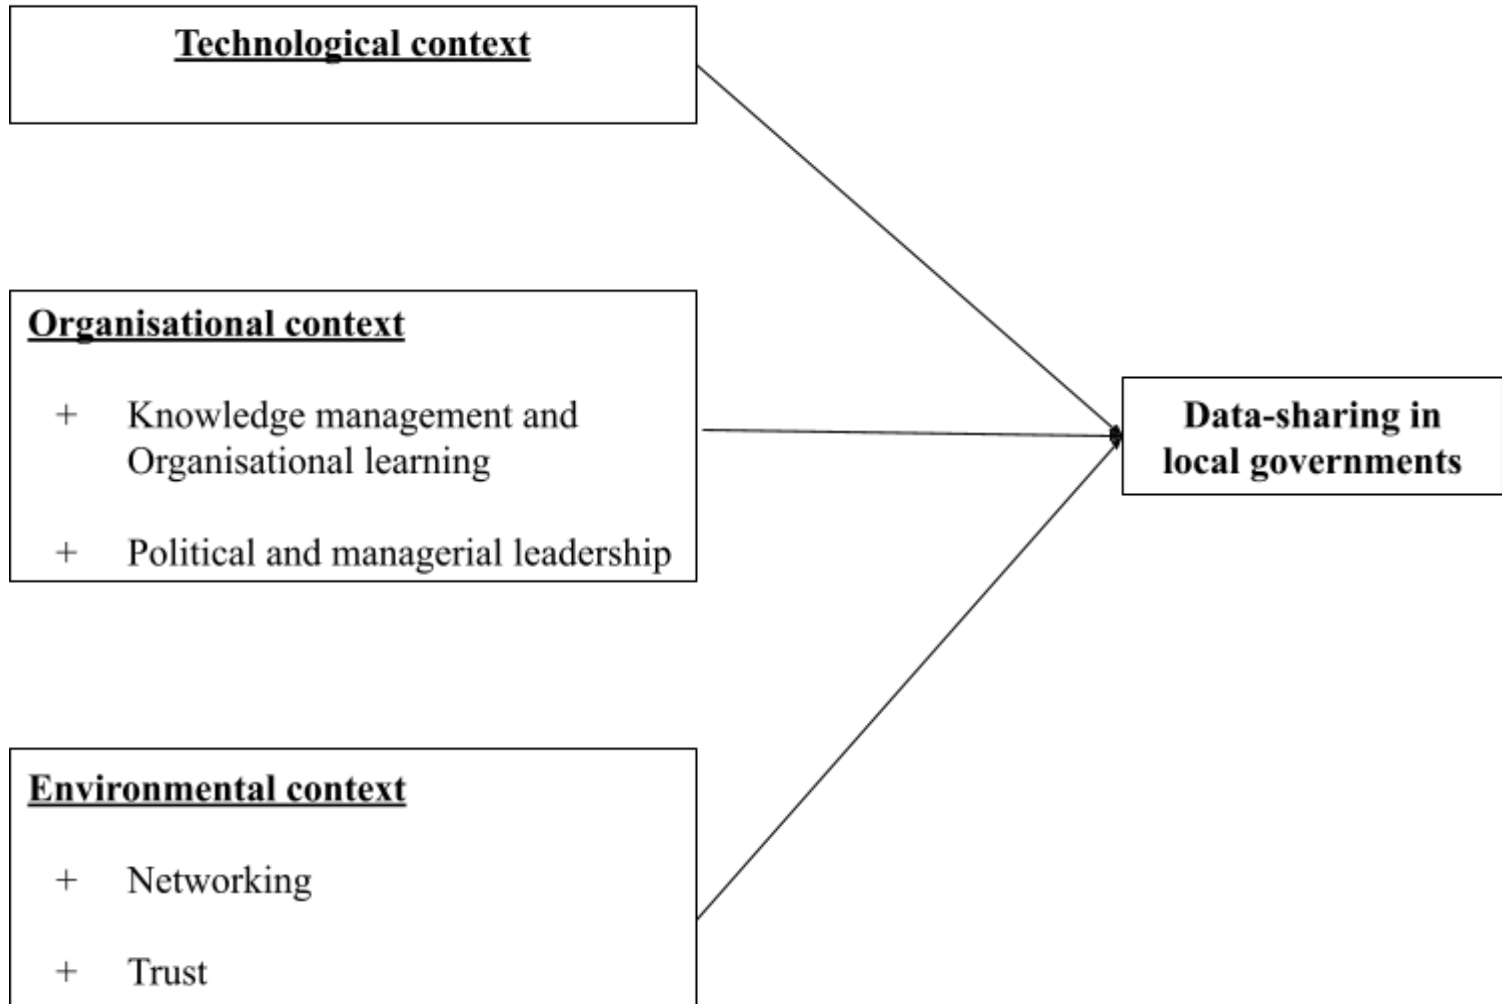 Technological context
Organisational context
+ Knowledge management and
Organisational learning
+ Political and managerial leadership
Data-sharing in
local governments
Environmental context
+ Networking
+ Trust